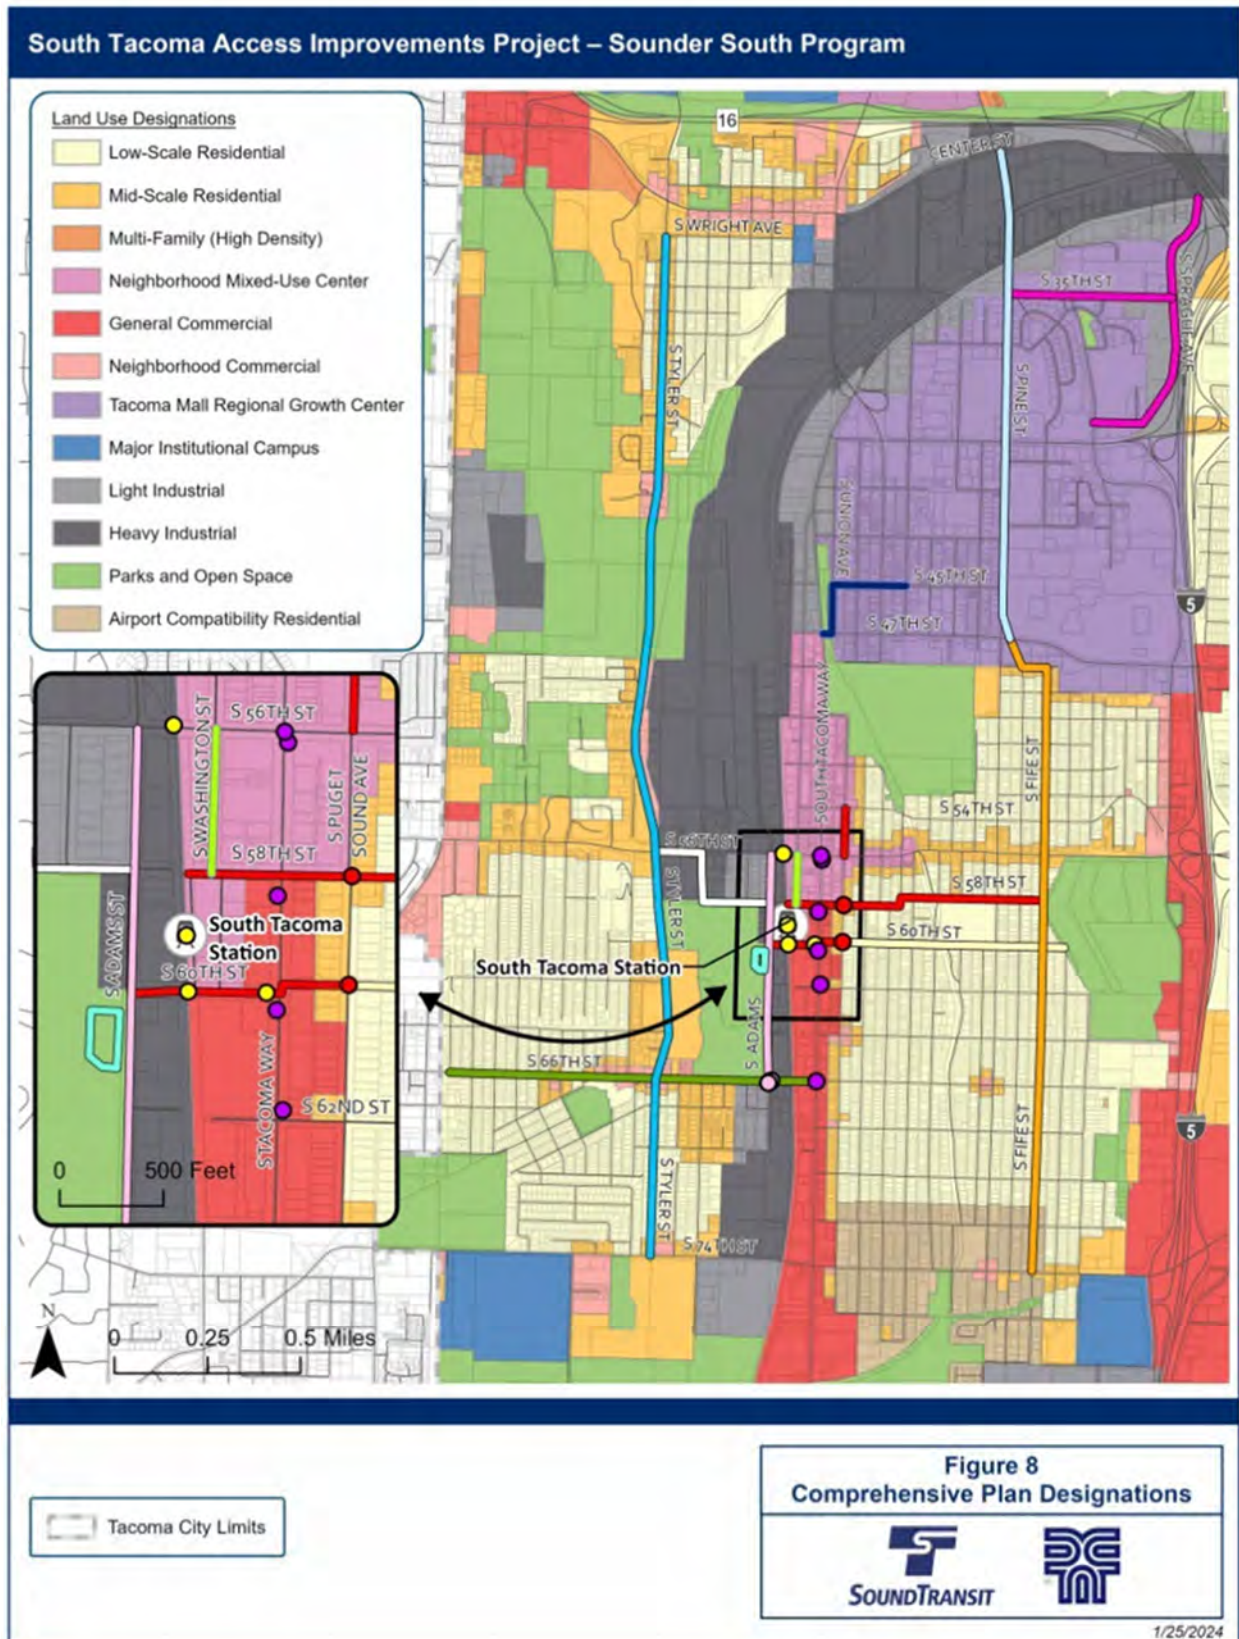 South Tacoma Access Improvements Project – Sounder South Program
Land Use Designations
Low-Scale Residential
Mid-Scale Residential
Multi-Family (High Density)
Neighborhood Mixed-Use Center
General Commercial
Neighborhood Commercial
Tacoma Mall Regional Growth Center
Major Institutional Campus
Light Industrial
Heavy Industrial
Parks and Open Space
Airport Compatibility Residential
16
CENTER ST
S WRIGHT AVE
S 35TH ST
S SPRAGUE AVE
S TYLER ST
S PINE ST
S UNION AVE
S 45TH ST
S 47TH ST
5
SOUTH TACOMA WAY
S FIFE ST
S 54TH ST
S 56TH ST
S TYLER ST
S 58TH ST
S 60TH ST
South Tacoma Station
S ADAMS
S 66TH ST
S FIFE ST
5
S TYLER ST
S 74TH ST
S WASHINGTON ST
S 56TH ST
S PUGET
SOUND AVE
S 58TH ST
S ADAMS ST
South Tacoma
Station
S 60TH ST
S TACOMA WAY
S 62ND ST
0 500 Feet
N
0 0.25 0.5 Miles
Tacoma City Limits
Figure 8
Comprehensive Plan Designations
SOUNDTRANSIT
1/25/2024